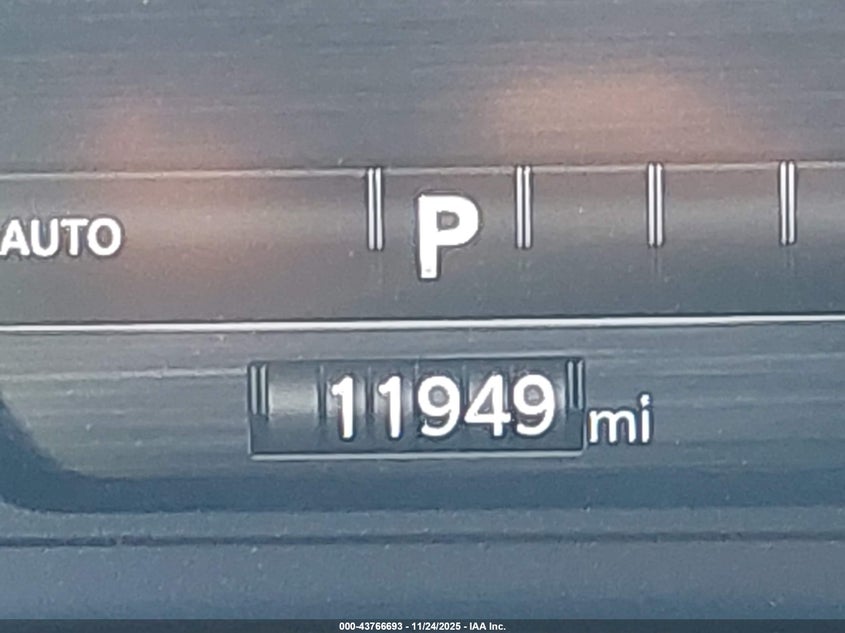 AUTO
P
11949 mi
000-43766693 - 11/24/2025 - IAA Inc.